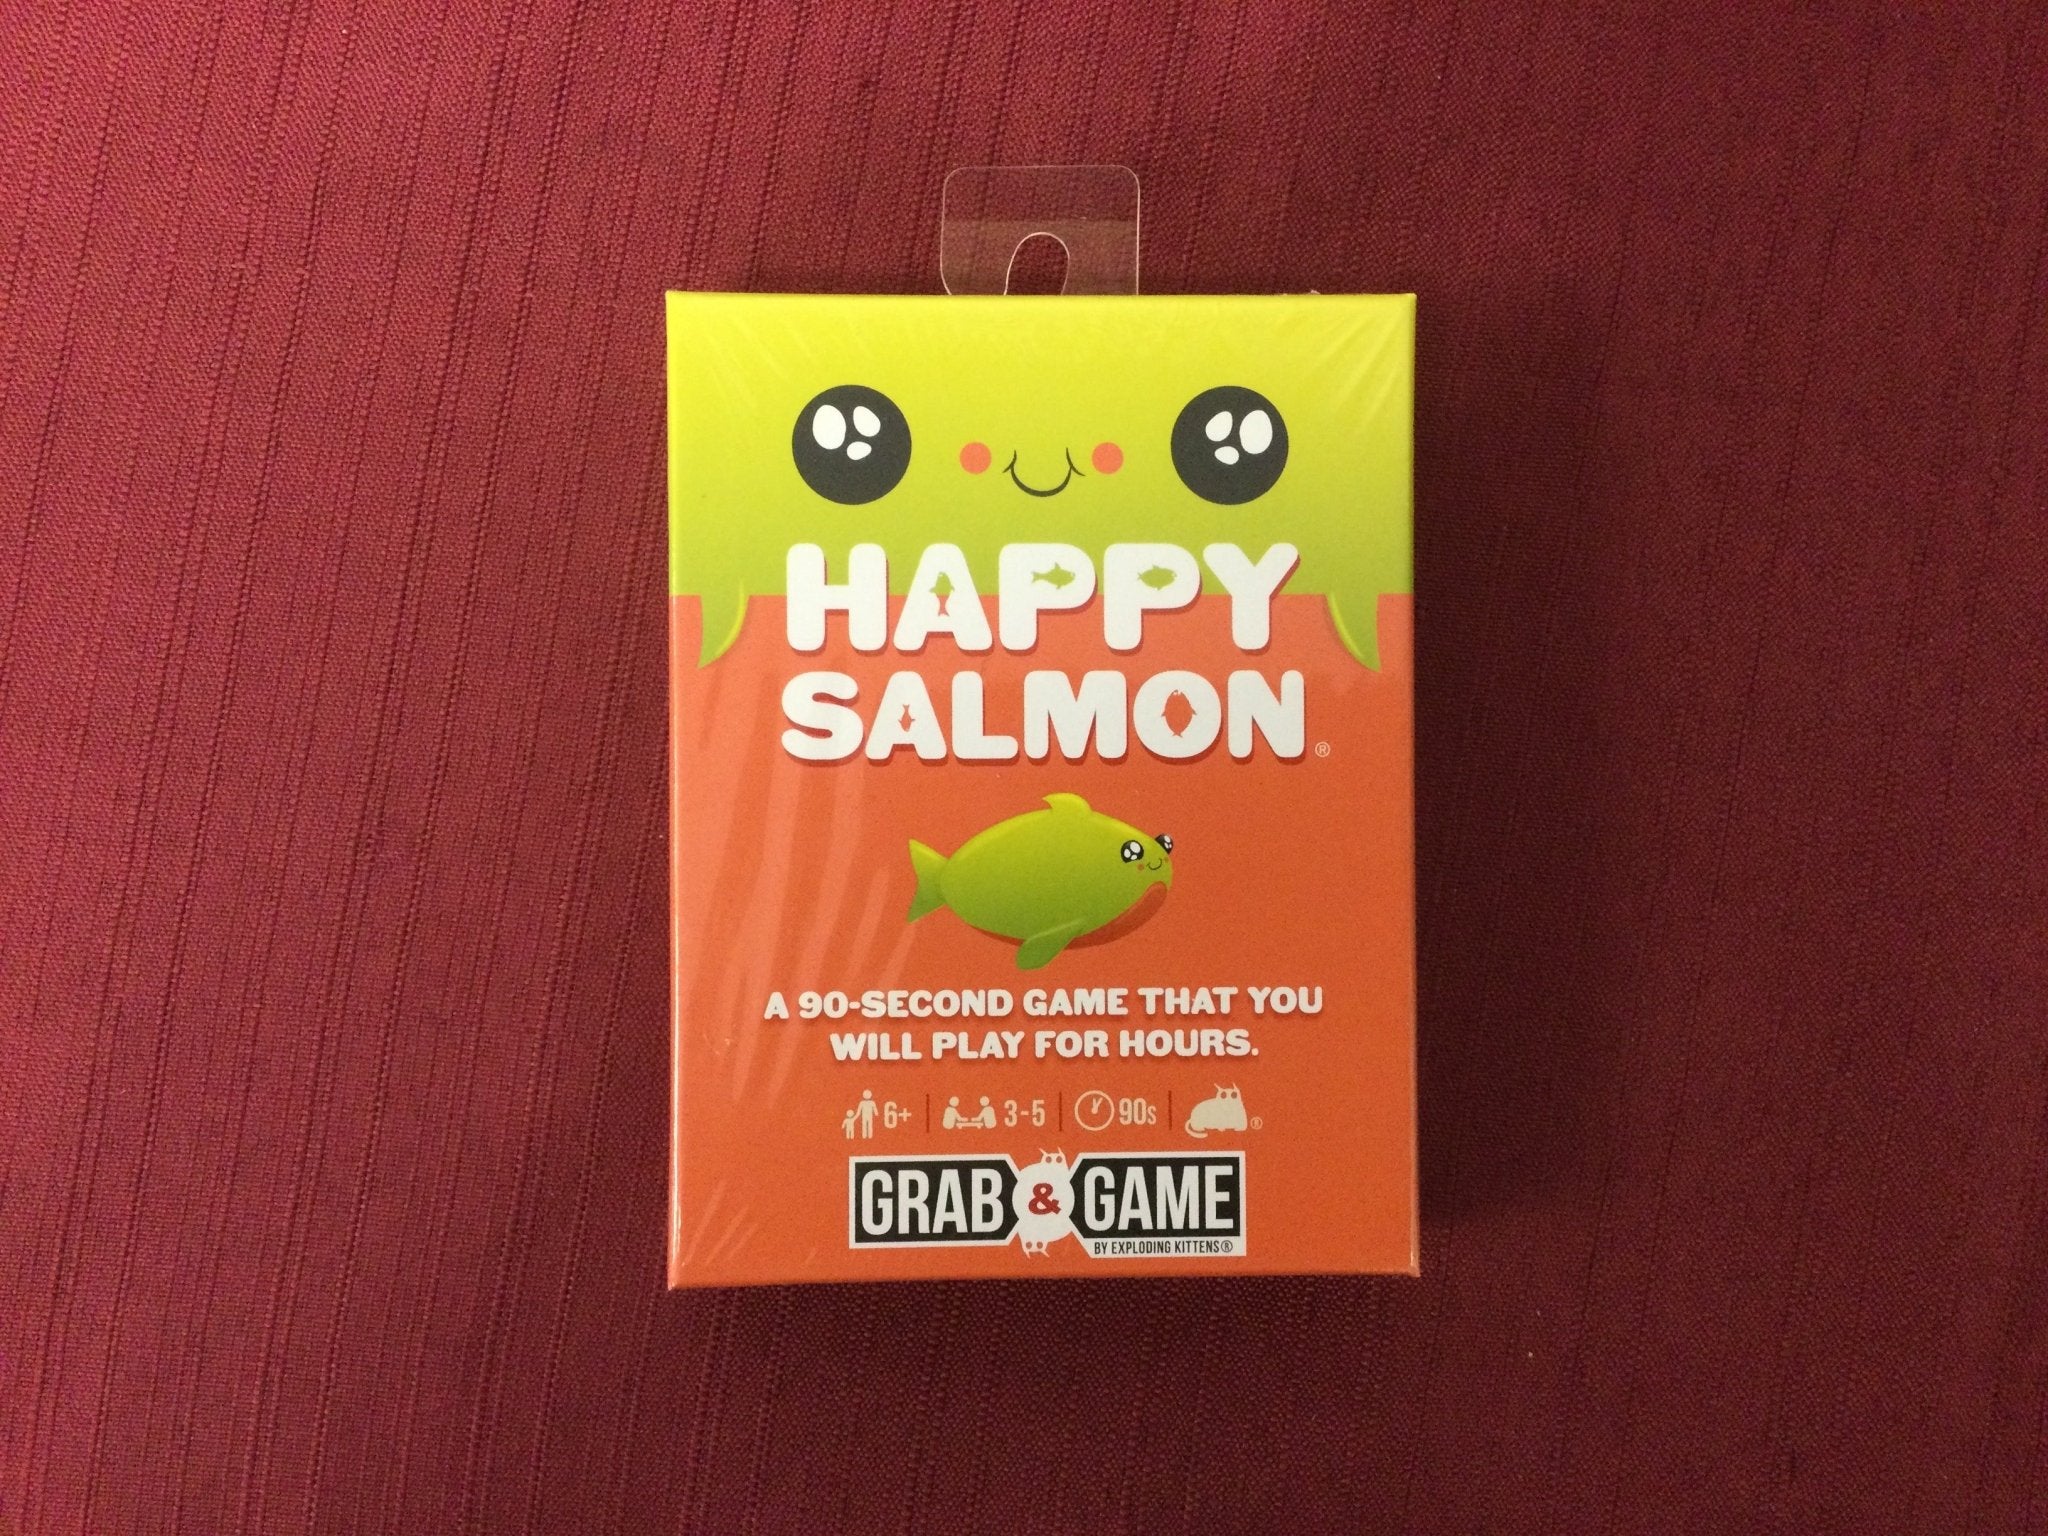 HAPPY
SALMON®
A 90-SECOND GAME THAT YOU
WILL PLAY FOR HOURS.
6+ 3-5 90s ®
GRAB & GAME
BY EXPLODING KITTENS®